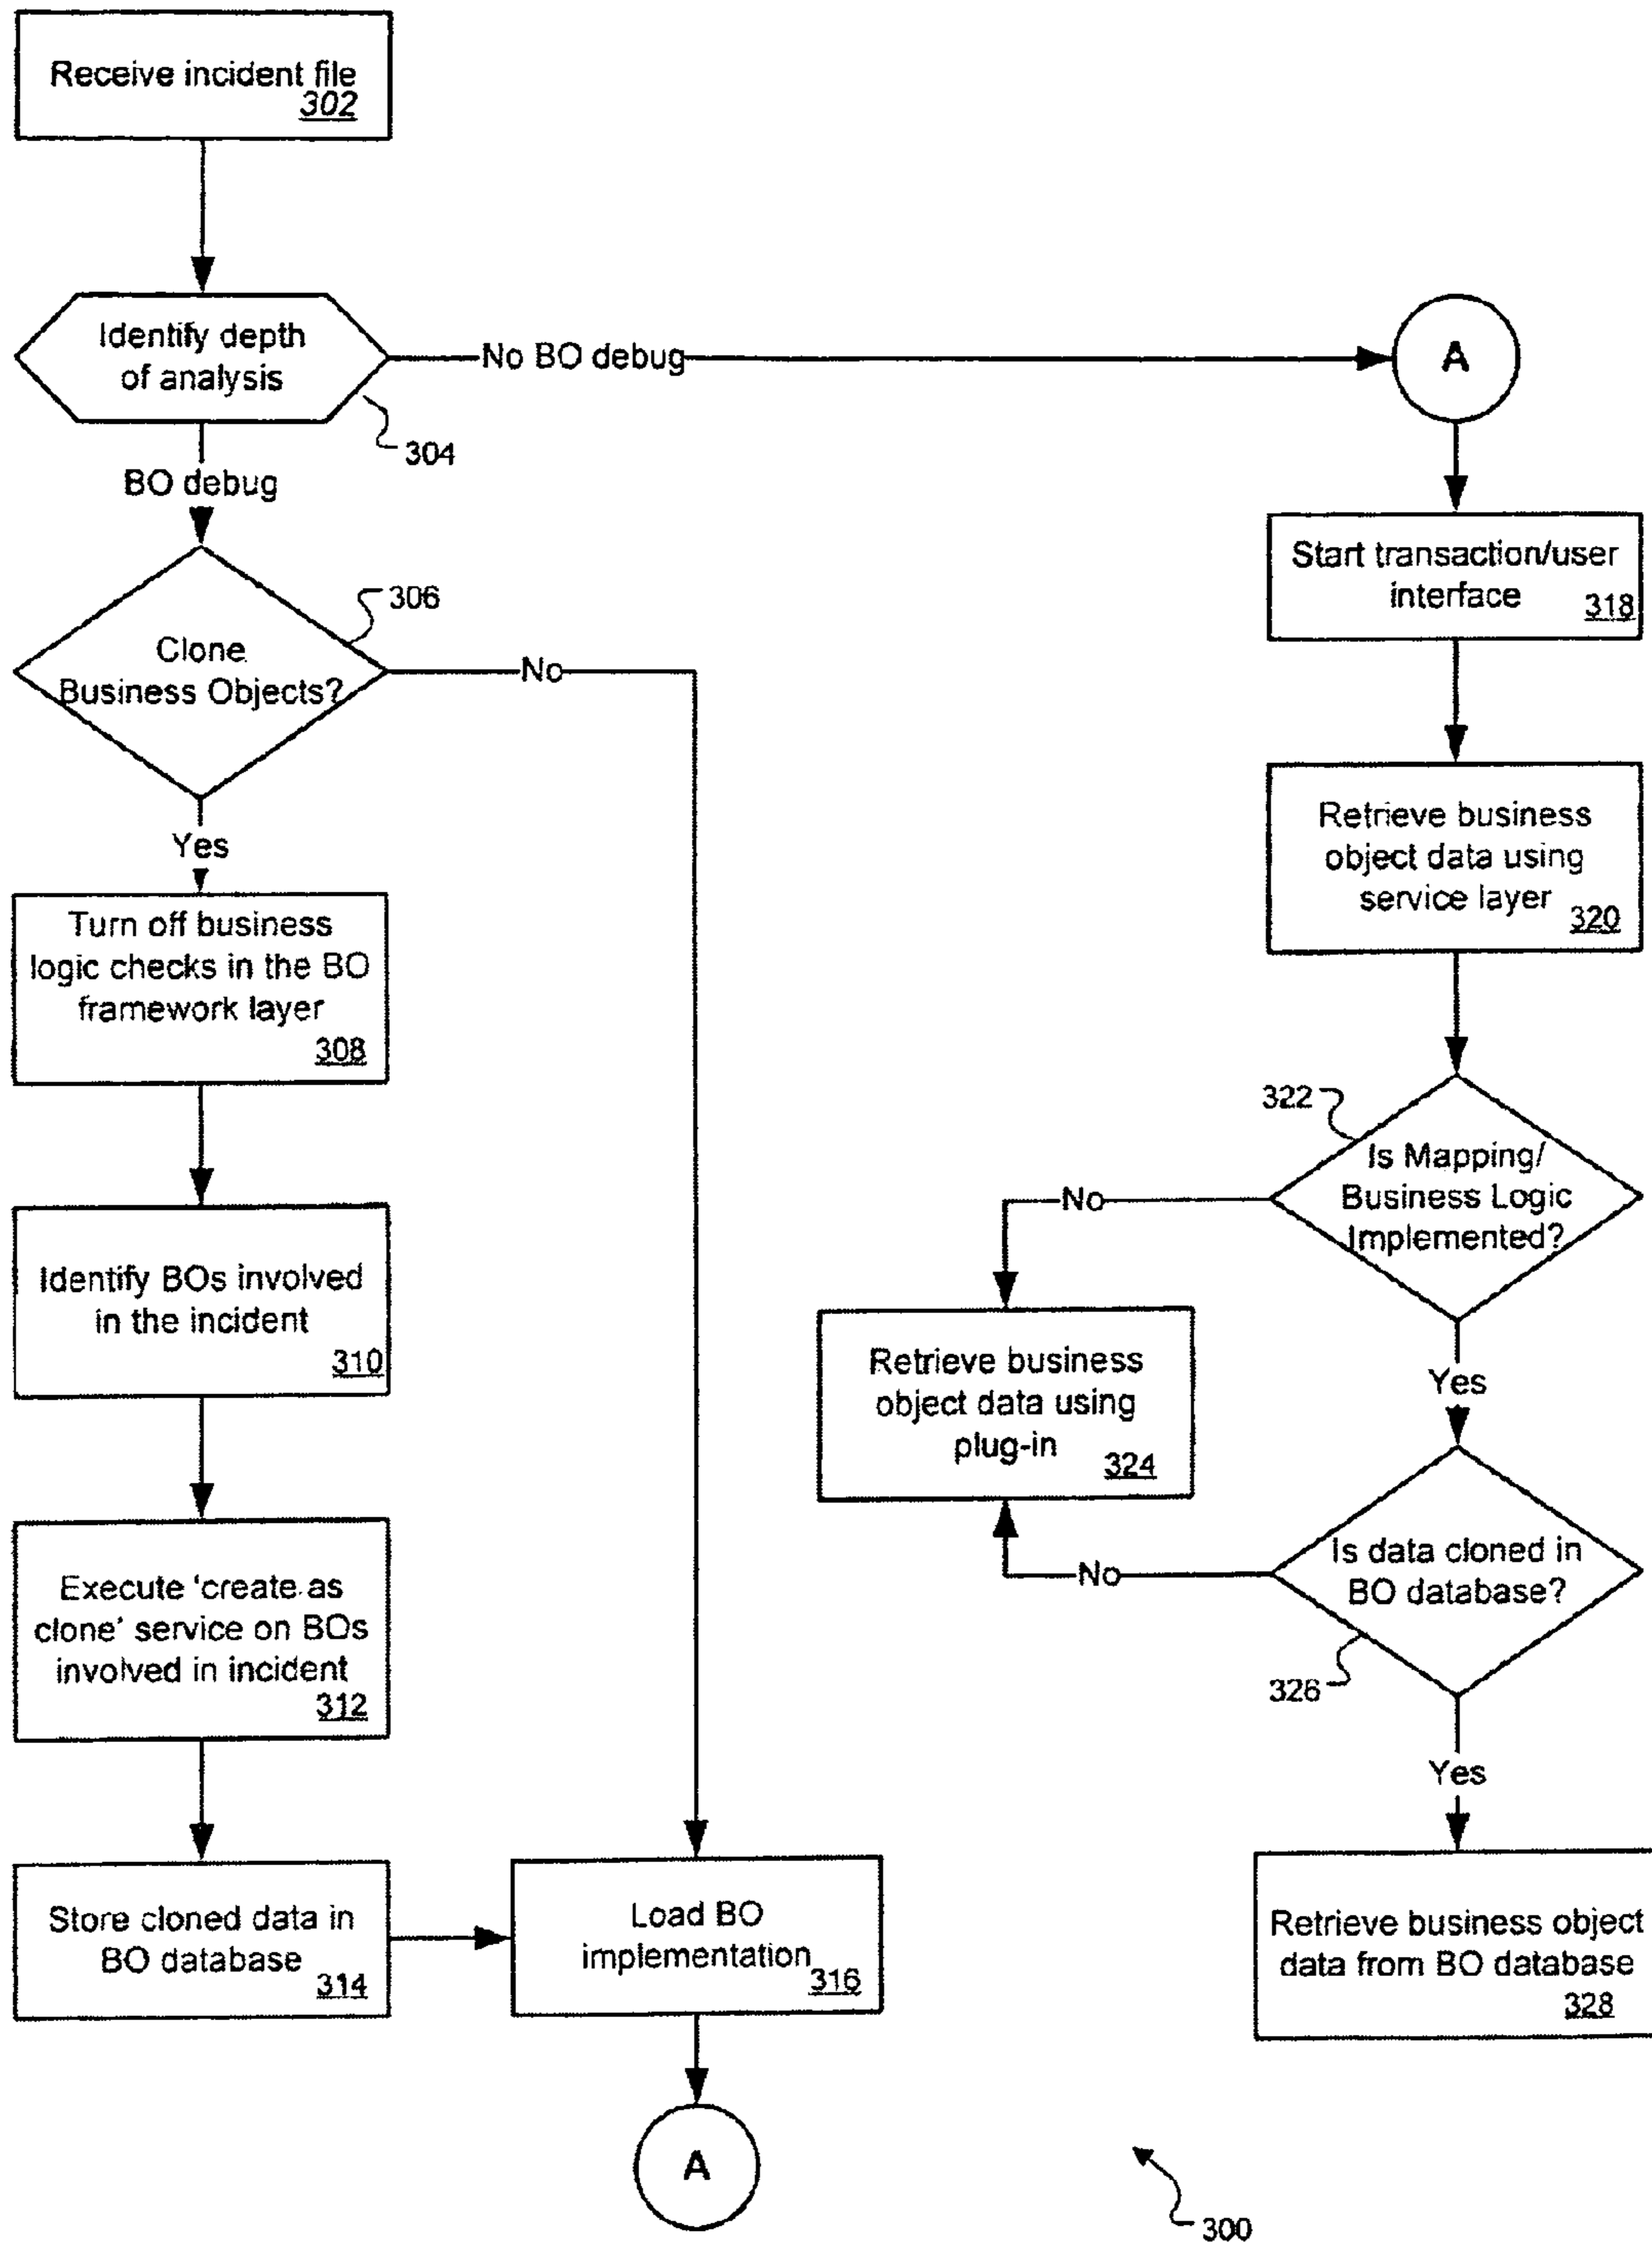 Receive incident file
302
Identify depth
of analysis
304
No BO debug
BO debug
Clone
Business Objects?
306
No
Yes
Turn off business
logic checks in the BO
framework layer
308
Identify BOs involved
in the incident
310
Execute 'create as
clone' service on BOs
involved in incident
312
Store cloned data in
BO database
314
Load BO
implementation
316
A
A
Start transaction/user
interface
318
Retrieve business
object data using
service layer
320
322
Is Mapping/
Business Logic
Implemented?
No
Yes
Retrieve business
object data using
plug-in
324
Is data cloned in
BO database?
326
No
Yes
Retrieve business object
data from BO database
328
300